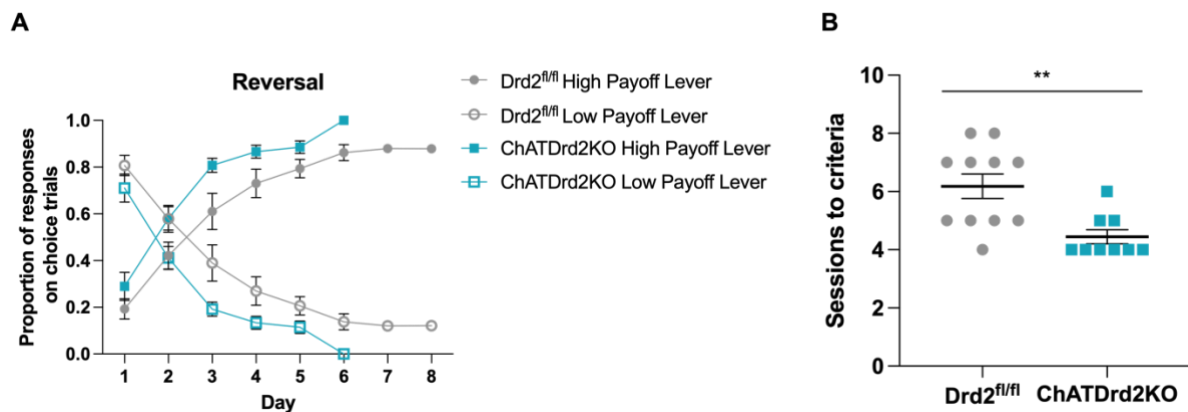 A
Reversal
Proportion of responses
on choice trials
1.0
0.8
0.6
0.4
0.2
0.0
1 2 3 4 5 6 7 8
Day
Drd2fl/fl High Payoff Lever
Drd2fl/fl Low Payoff Lever
ChATDrd2KO High Payoff Lever
ChATDrd2KO Low Payoff Lever
B
**
Sessions to criteria
10
8
6
4
2
0
Drd2fl/fl ChATDrd2KO